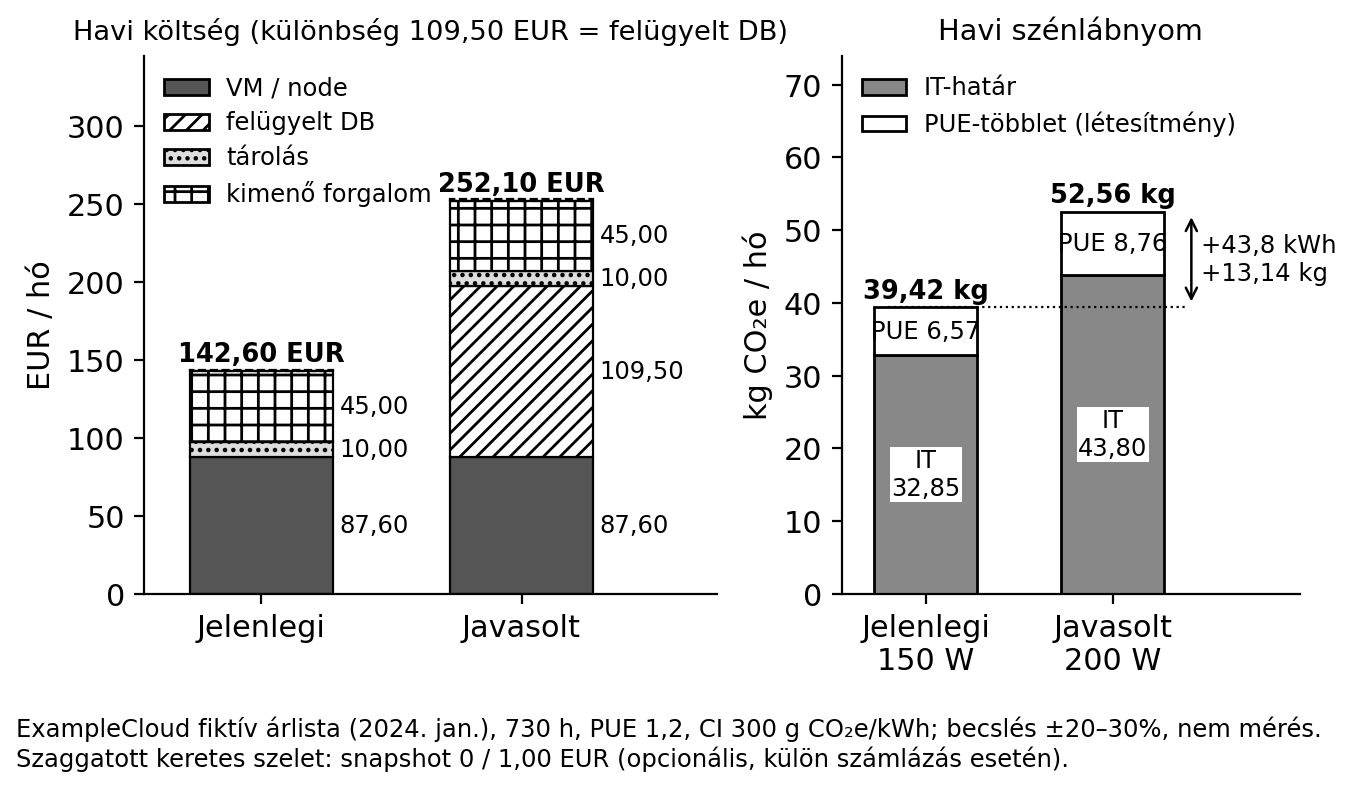 Havi költség (különbség 109,50 EUR = felügyelt DB)
EUR / hó
300
250
200
150
100
50
0
VM / node
felügyelt DB
tárolás
kimenő forgalom
142,60 EUR
45,00
10,00
87,60
252,10 EUR
45,00
10,00
109,50
87,60
Jelenlegi
Javasolt
Havi szénlábnyom
kg CO₂e / hó
70
60
50
40
30
20
10
0
IT-határ
PUE-többlet (létesítmény)
39,42 kg
PUE 6,57
IT
32,85
52,56 kg
PUE 8,76
IT
43,80
+43,8 kWh
+13,14 kg
Jelenlegi
150 W
Javasolt
200 W
ExampleCloud fiktív árlista (2024. jan.), 730 h, PUE 1,2, CI 300 g CO₂e/kWh; becslés ±20–30%, nem mérés.
Szaggatott keretes szelet: snapshot 0 / 1,00 EUR (opcionális, külön számlázás esetén).